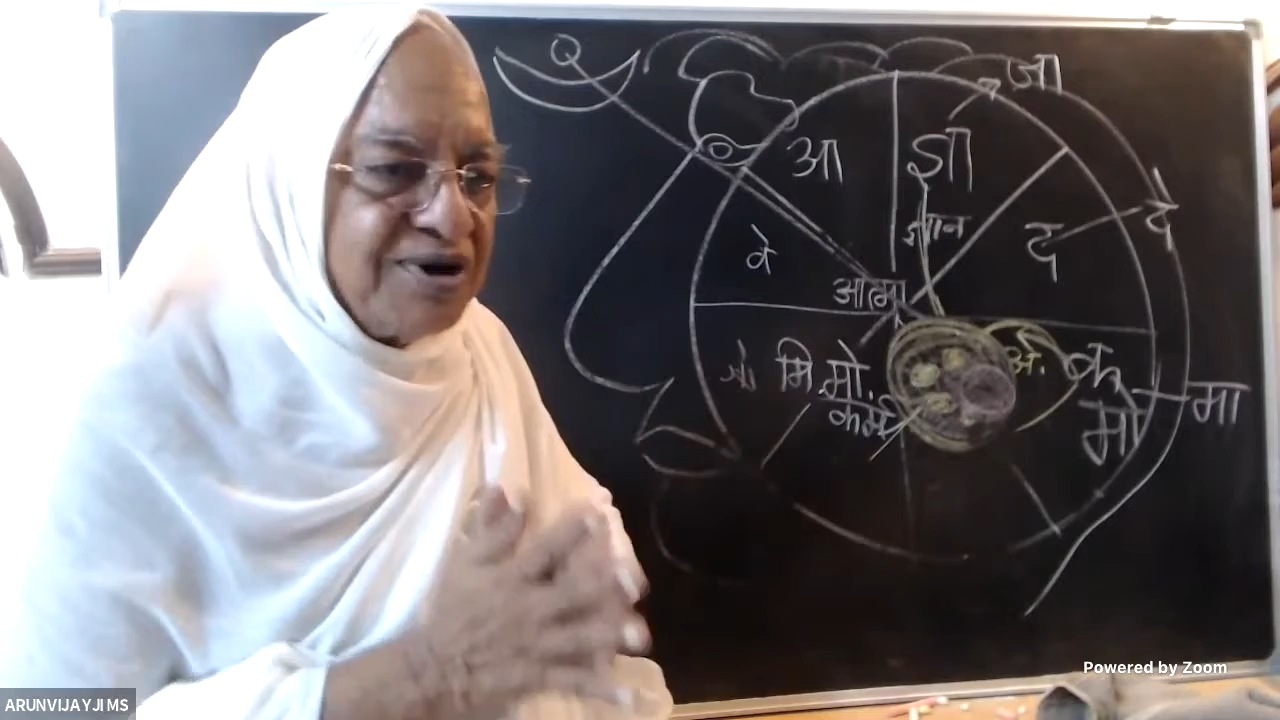 जा
आ ज्ञा
वे ज्ञान द दे
आत्मा
मि. मो. अं. क
कर्म मो मा
Powered by Zoom
ARUNVIJAYJI MS